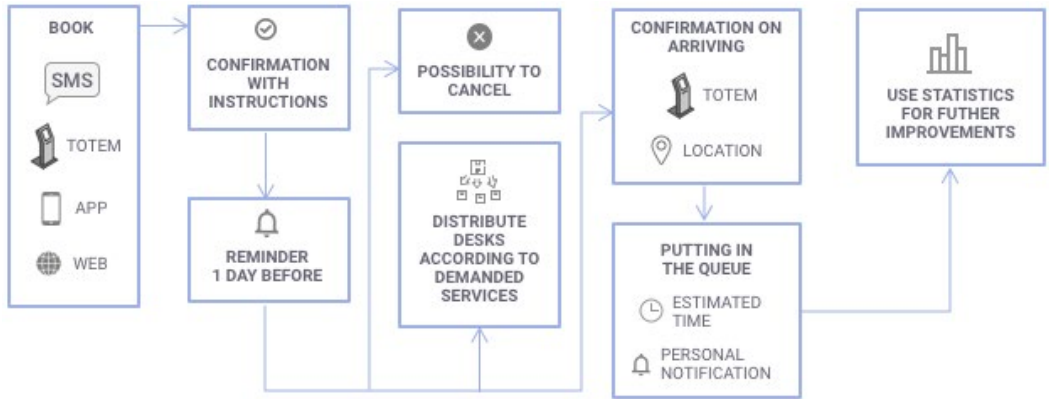 BOOK
SMS
TOTEM
APP
WEB
CONFIRMATION
WITH
INSTRUCTIONS
REMINDER
1 DAY BEFORE
POSSIBILITY TO
CANCEL
DISTRIBUTE
DESKS
ACCORDING TO
DEMANDED
SERVICES
CONFIRMATION ON
ARRIVING
TOTEM
LOCATION
PUTTING IN
THE QUEUE
ESTIMATED
TIME
PERSONAL
NOTIFICATION
USE STATISTICS
FOR FUTHER
IMPROVEMENTS